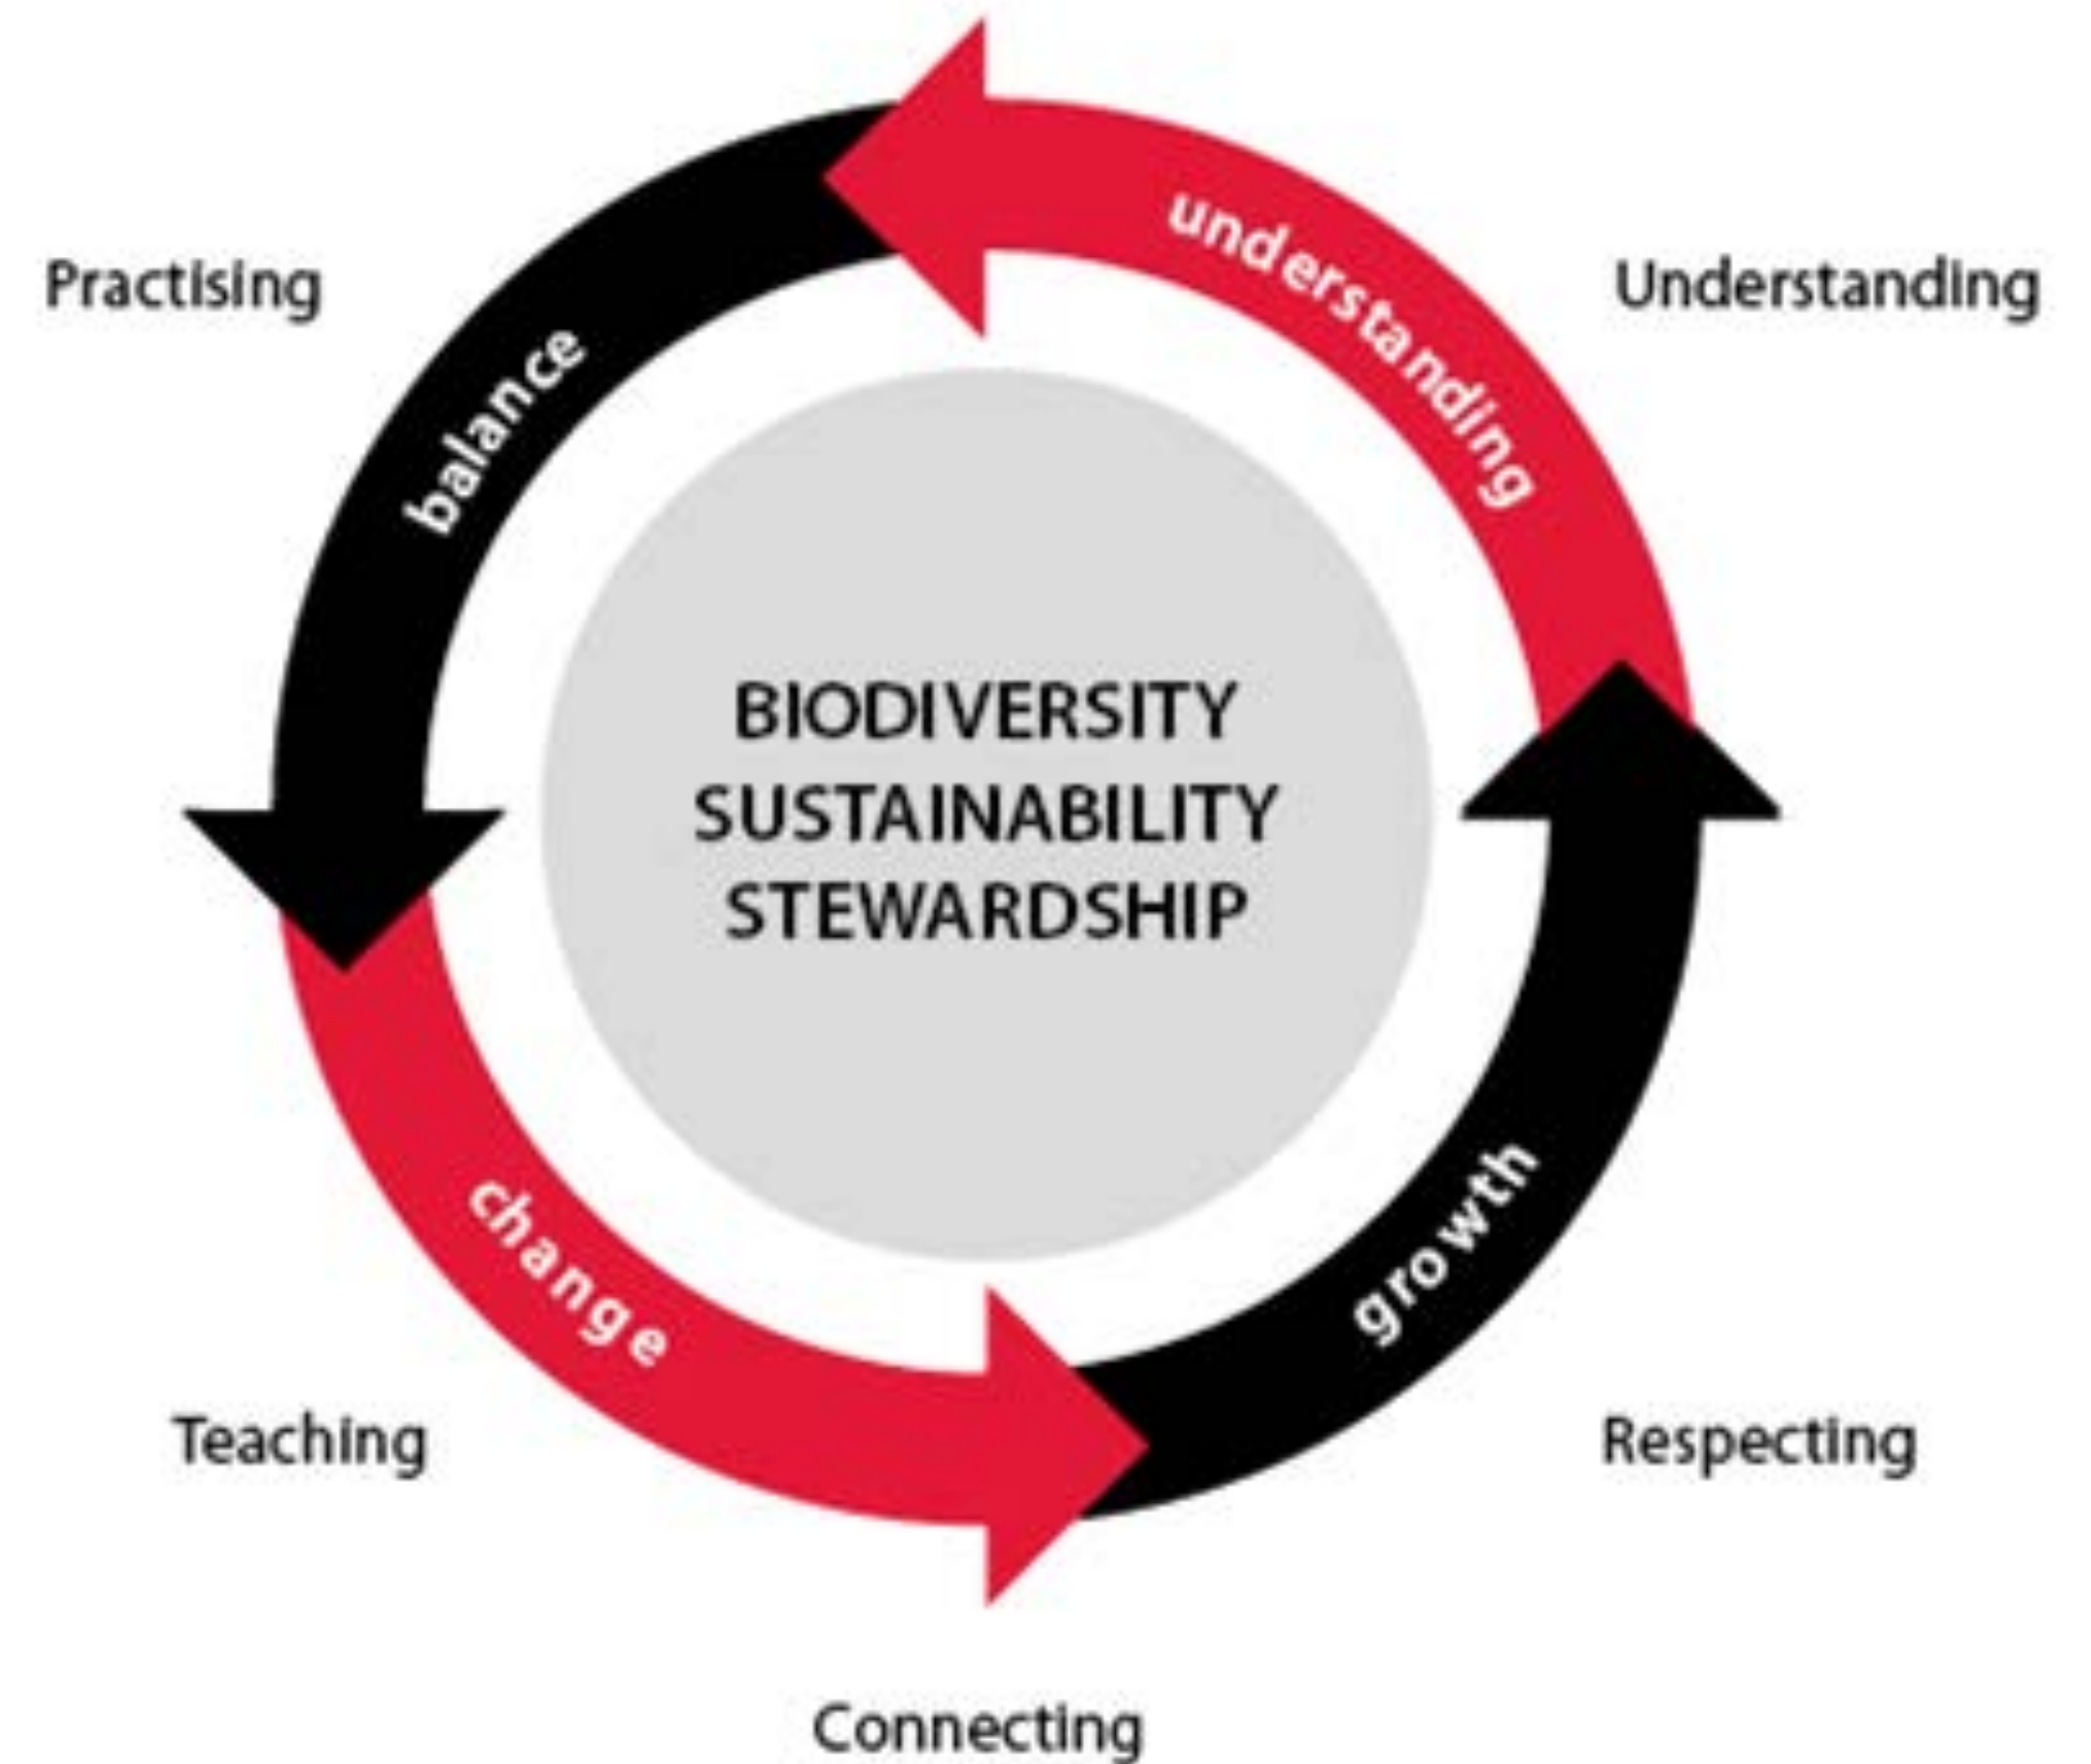 understanding
Practising
Understanding
balance
BIODIVERSITY
SUSTAINABILITY
STEWARDSHIP
change
growth
Teaching
Respecting
Connecting